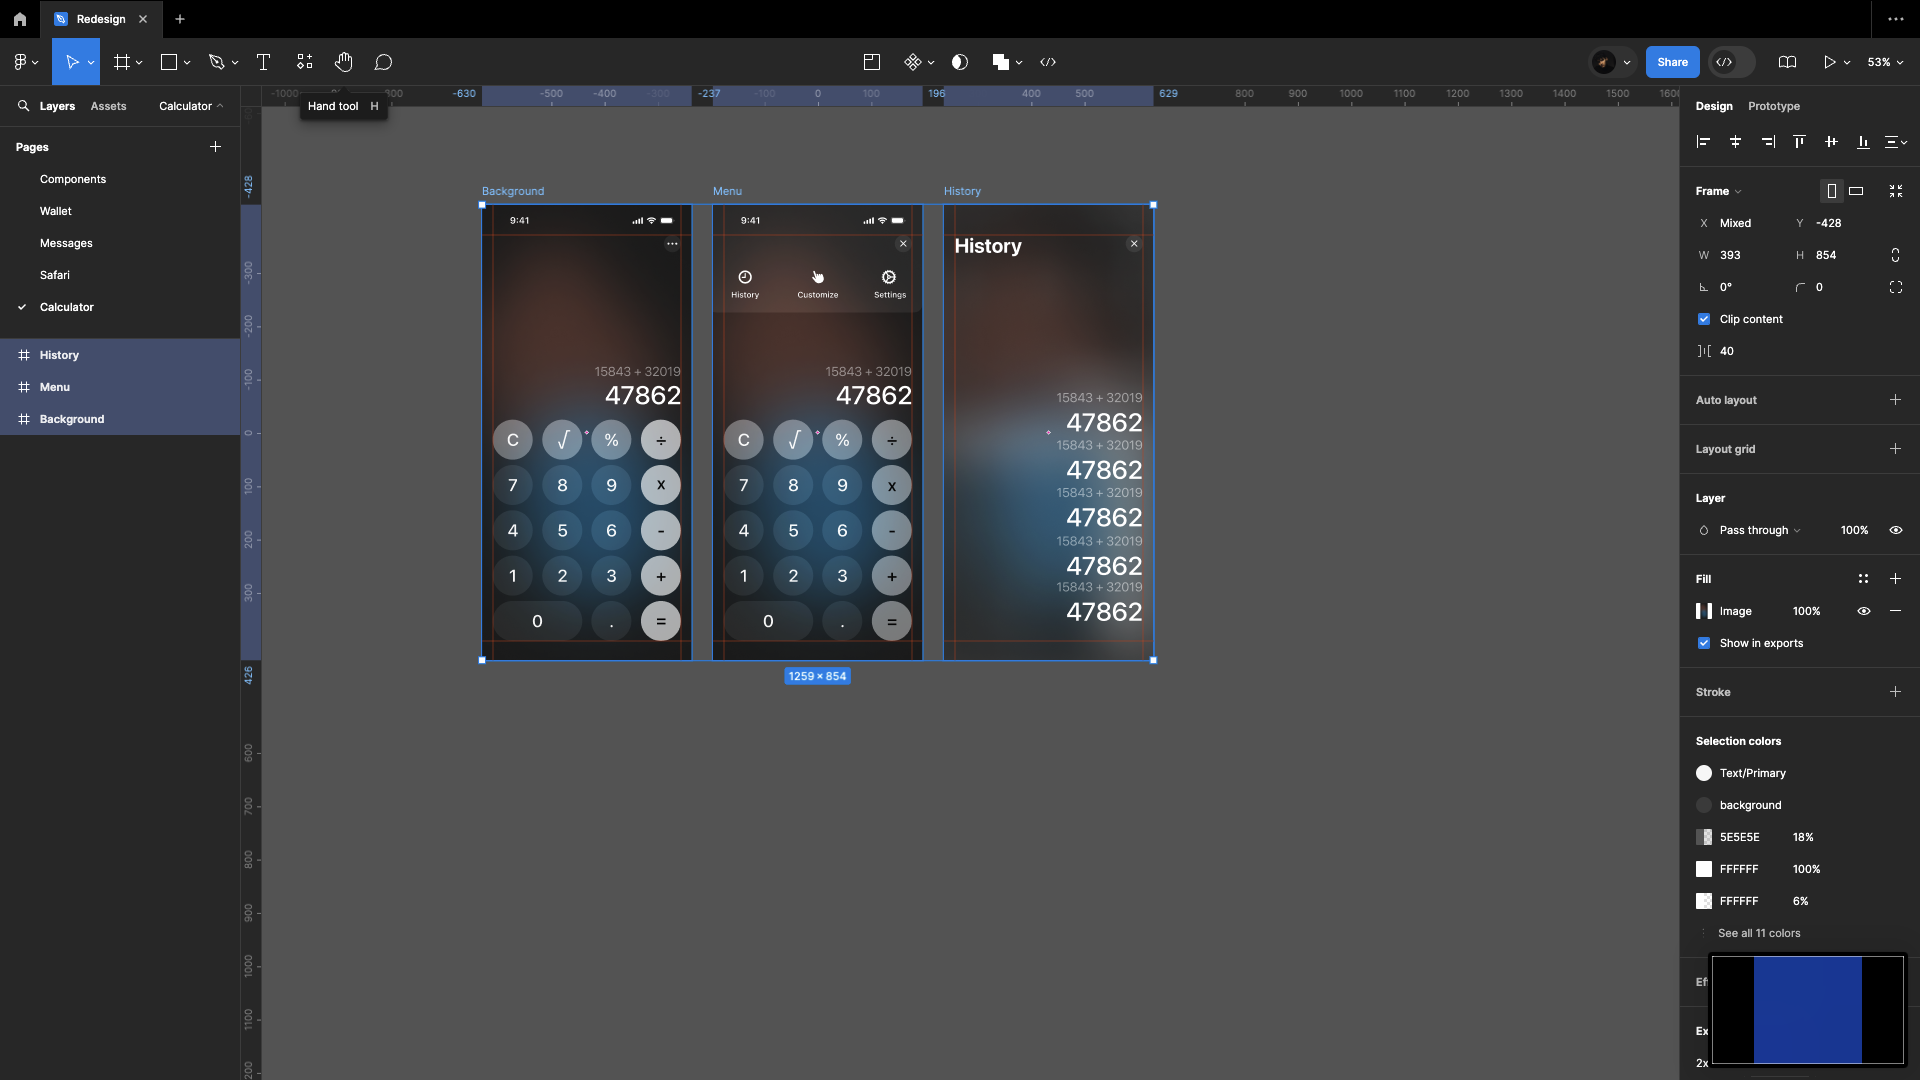 Redesign
Share
53%
Layers
Assets
Calculator
Hand tool H
-1000
-630
-500
-400
-300
-237
-100
0
100
196
400
500
629
800
900
1000
1100
1200
1300
1400
1500
Design
Prototype
Pages
Components
Wallet
Messages
Safari
Calculator
History
Menu
Background
-428
-300
-200
-100
0
100
200
300
426
600
700
800
900
1000
1100
Background
9:41
15843 + 32019
47862
C √ % ÷
7 8 9 x
4 5 6 -
1 2 3 +
0 . =
Menu
9:41
History
Customize
Settings
15843 + 32019
47862
C √ % ÷
7 8 9 x
4 5 6 -
1 2 3 +
0 . =
History
History
15843 + 32019
47862
15843 + 32019
47862
15843 + 32019
47862
15843 + 32019
47862
15843 + 32019
47862
1259 × 854
Frame
X Mixed
Y -428
W 393
H 854
0°
0
Clip content
40
Auto layout
Layout grid
Layer
Pass through
100%
Fill
Image
100%
Show in exports
Stroke
Selection colors
Text/Primary
background
5E5E5E 18%
FFFFFF 100%
FFFFFF 6%
See all 11 colors
2x